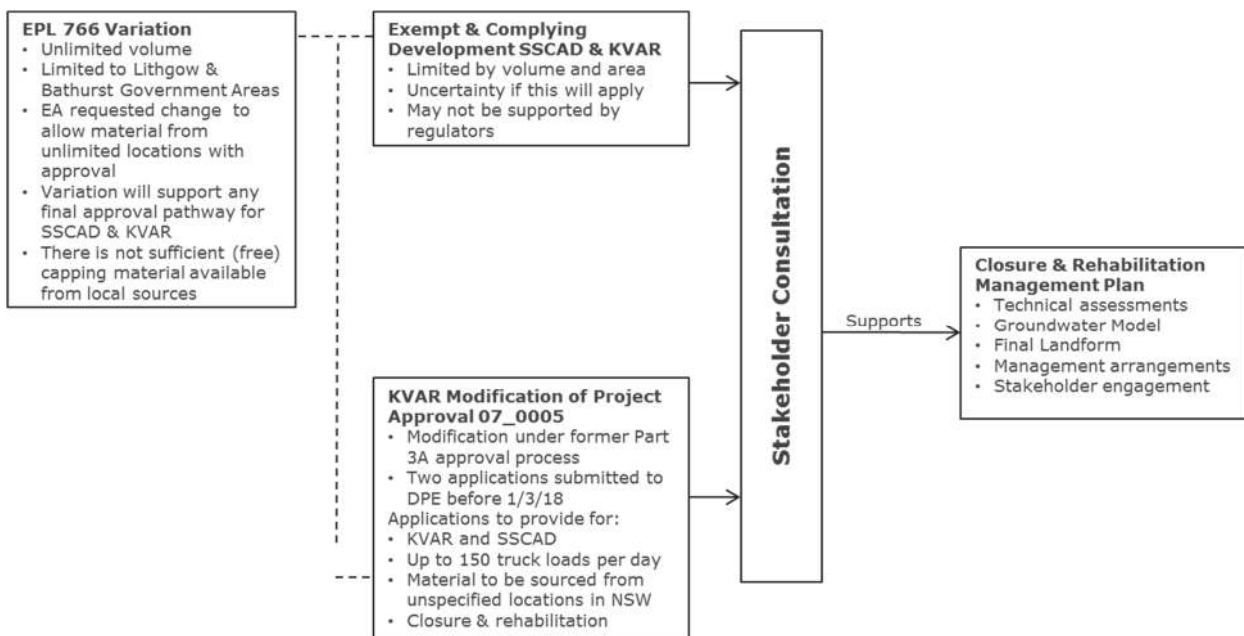 EPL 766 Variation
• Unlimited volume
• Limited to Lithgow &
Bathurst Government Areas
• EA requested change to
allow material from
unlimited locations with
approval
• Variation will support any
final approval pathway for
SSCAD & KVAR
• There is not sufficient (free)
capping material available
from local sources
Exempt & Complying
Development SSCAD & KVAR
• Limited by volume and area
• Uncertainty if this will apply
• May not be supported by
regulators
KVAR Modification of Project
Approval 07_0005
• Modification under former Part
3A approval process
• Two applications submitted to
DPE before 1/3/18
Applications to provide for:
• KVAR and SSCAD
• Up to 150 truck loads per day
• Material to be sourced from
unspecified locations in NSW
• Closure & rehabilitation
Stakeholder Consultation
Supports
Closure & Rehabilitation
Management Plan
• Technical assessments
• Groundwater Model
• Final Landform
• Management arrangements
• Stakeholder engagement